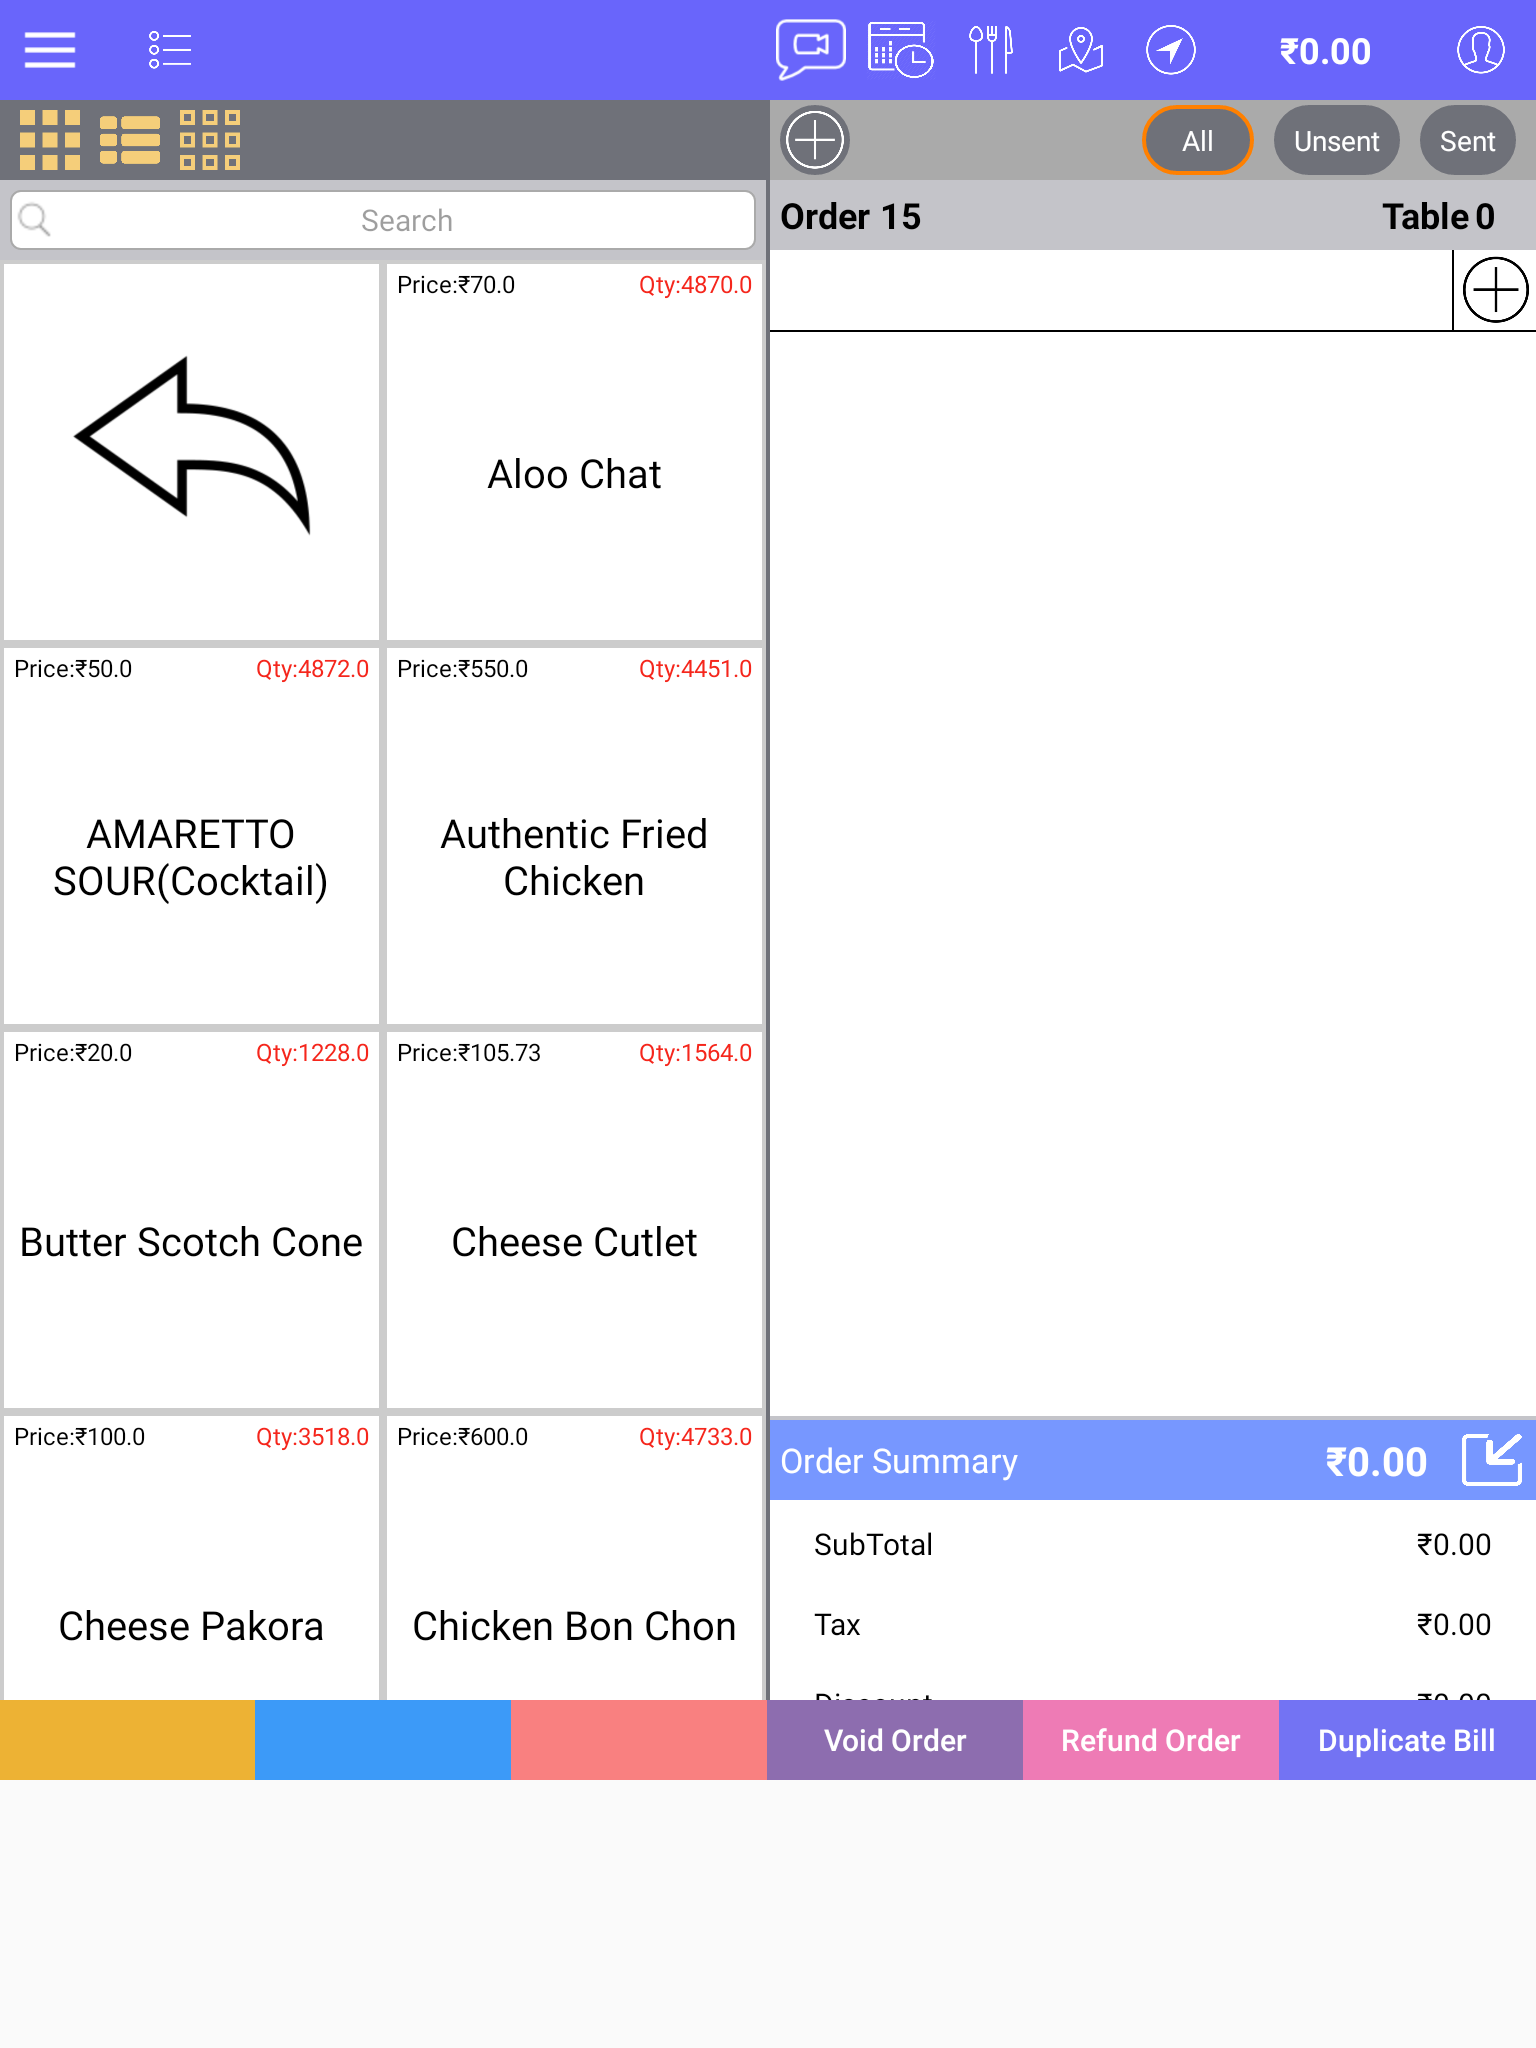 ₹0.00
All
Unsent
Sent
Search
Order 15
Table 0
Price:₹70.0
Qty:4870.0
Aloo Chat
Price:₹50.0
Qty:4872.0
AMARETTO
SOUR(Cocktail)
Price:₹550.0
Qty:4451.0
Authentic Fried
Chicken
Price:₹20.0
Qty:1228.0
Butter Scotch Cone
Price:₹105.73
Qty:1564.0
Cheese Cutlet
Price:₹100.0
Qty:3518.0
Cheese Pakora
Price:₹600.0
Qty:4733.0
Chicken Bon Chon
Order Summary
₹0.00
SubTotal
₹0.00
Tax
₹0.00
Discount
₹0.00
Void Order
Refund Order
Duplicate Bill